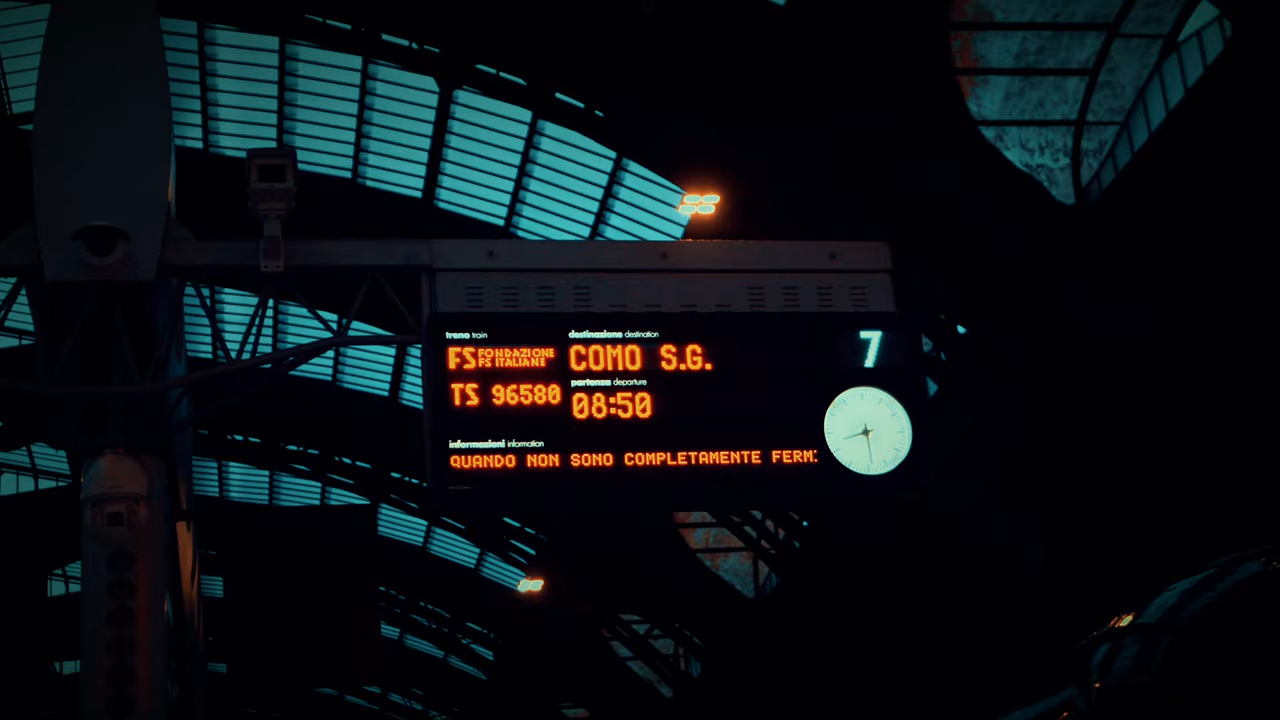 treno train
destinazione destination
7
FS FONDAZIONE
FS ITALIANE
COMO S.G.
TS 96580
partenza departure
08:50
informazioni information
QUANDO NON SONO COMPLETAMENTE